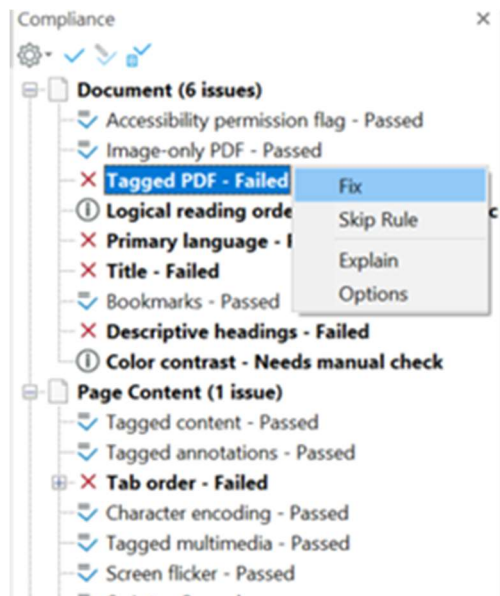 Compliance
Document (6 issues)
Accessibility permission flag - Passed
Image-only PDF - Passed
Tagged PDF - Failed
Fix
Logical reading orde
c
Skip Rule
Primary language -
Title - Failed
Explain
Bookmarks - Passed
Options
Descriptive headings - Failed
Color contrast - Needs manual check
Page Content (1 issue)
Tagged content - Passed
Tagged annotations - Passed
Tab order - Failed
Character encoding - Passed
Tagged multimedia - Passed
Screen flicker - Passed